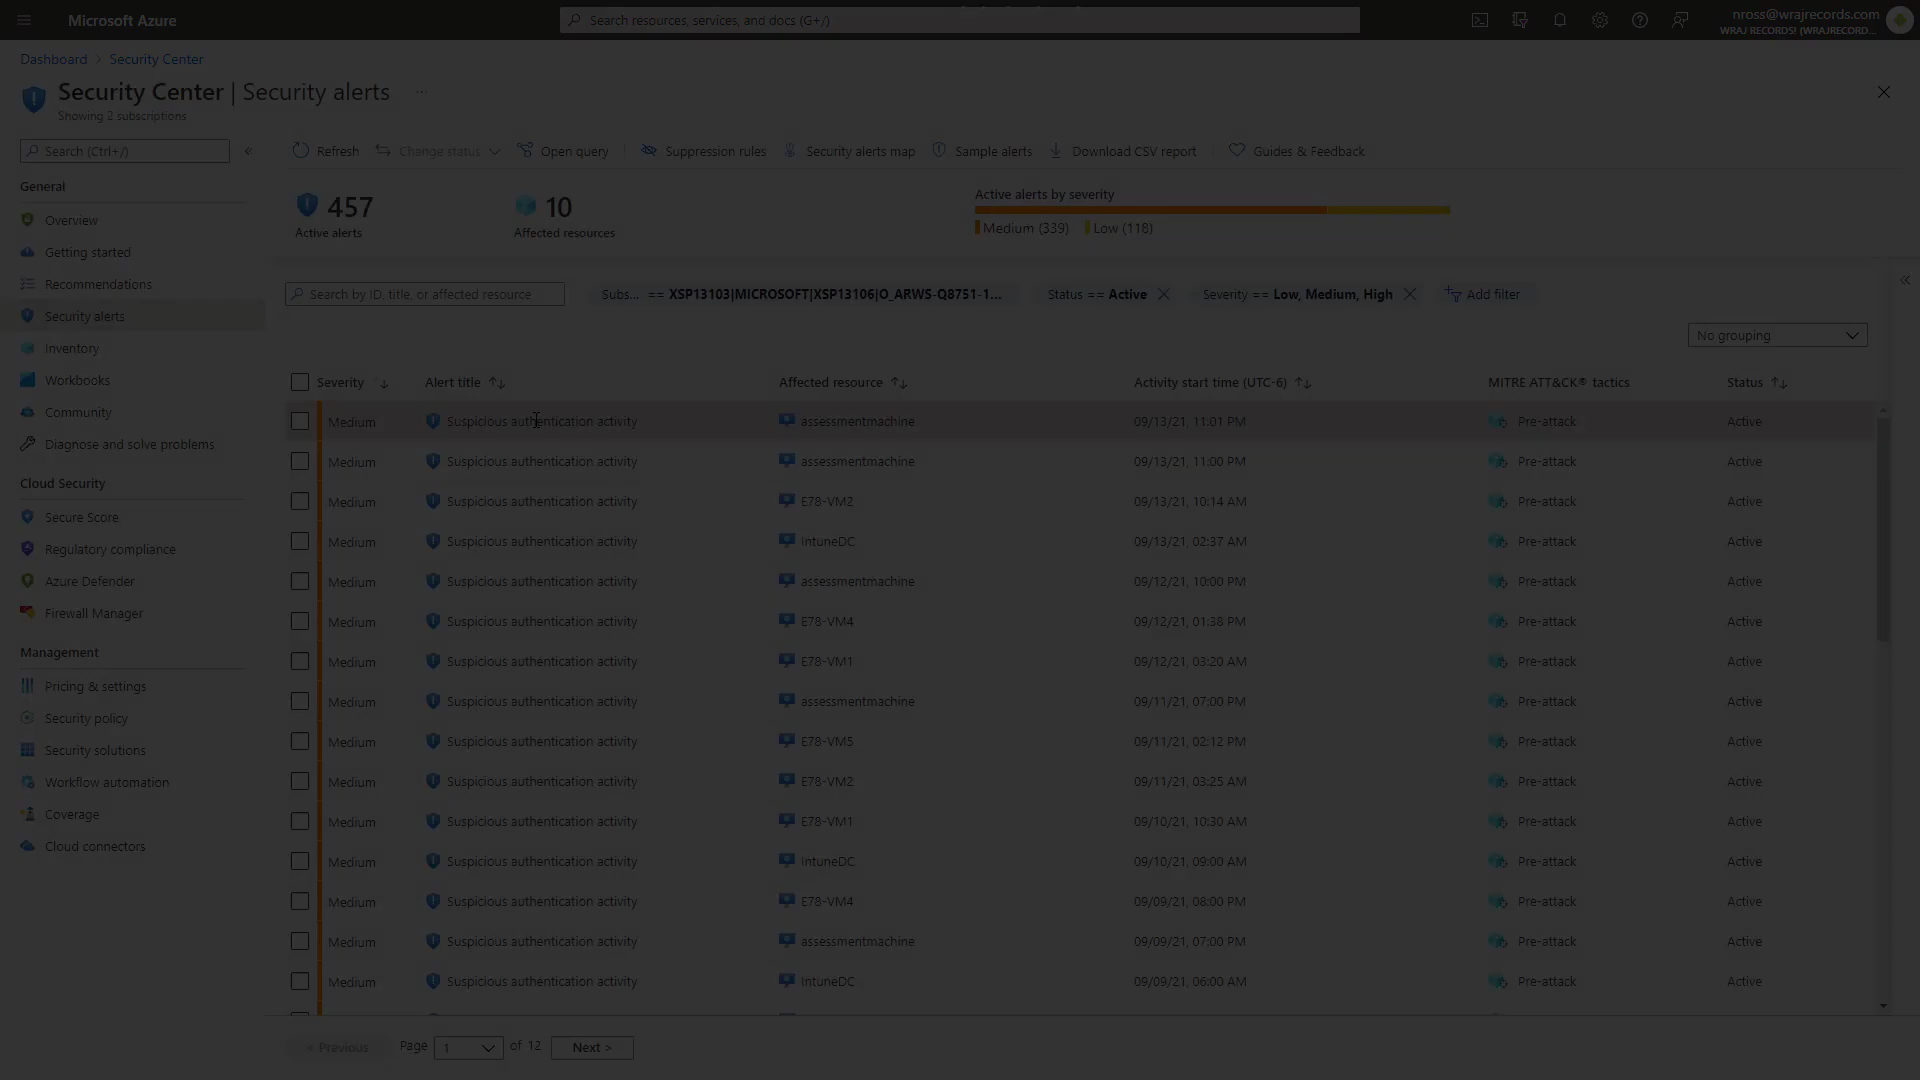 Microsoft Azure
Search resources, services, and docs (G+/)
nross@wrajrecords.com
WRAJ RECORDS! (WRAJRECORD...
Dashboard > Security Center
Security Center | Security alerts ...
Showing 2 subscriptions
Search (Ctrl+/)
Refresh
Change status
Open query
Suppression rules
Security alerts map
Sample alerts
Download CSV report
Guides & Feedback
General
Overview
Getting started
Recommendations
Security alerts
Inventory
Workbooks
Community
Diagnose and solve problems
Cloud Security
Secure Score
Regulatory compliance
Azure Defender
Firewall Manager
Management
Pricing & settings
Security policy
Security solutions
Workflow automation
Coverage
Cloud connectors
457
Active alerts
10
Affected resources
Active alerts by severity
Medium (339) Low (118)
Search by ID, title, or affected resource
Subs... == XSP13103|MICROSOFT|XSP13106|O_ARWS-Q8751-1...
Status == Active
Severity == Low, Medium, High
Add filter
No grouping
Severity Alert title Affected resource Activity start time (UTC-6) MITRE ATT&CK® tactics Status
Medium Suspicious authentication activity assessmentmachine 09/13/21, 11:01 PM Pre-attack Active
Medium Suspicious authentication activity assessmentmachine 09/13/21, 11:00 PM Pre-attack Active
Medium Suspicious authentication activity E78-VM2 09/13/21, 10:14 AM Pre-attack Active
Medium Suspicious authentication activity IntuneDC 09/13/21, 02:37 AM Pre-attack Active
Medium Suspicious authentication activity assessmentmachine 09/12/21, 10:00 PM Pre-attack Active
Medium Suspicious authentication activity E78-VM4 09/12/21, 01:38 PM Pre-attack Active
Medium Suspicious authentication activity E78-VM1 09/12/21, 03:20 AM Pre-attack Active
Medium Suspicious authentication activity assessmentmachine 09/11/21, 07:00 PM Pre-attack Active
Medium Suspicious authentication activity E78-VM5 09/11/21, 02:12 PM Pre-attack Active
Medium Suspicious authentication activity E78-VM2 09/11/21, 03:25 AM Pre-attack Active
Medium Suspicious authentication activity E78-VM1 09/10/21, 10:30 AM Pre-attack Active
Medium Suspicious authentication activity IntuneDC 09/10/21, 09:00 AM Pre-attack Active
Medium Suspicious authentication activity E78-VM4 09/09/21, 08:00 PM Pre-attack Active
Medium Suspicious authentication activity assessmentmachine 09/09/21, 07:00 PM Pre-attack Active
Medium Suspicious authentication activity IntuneDC 09/09/21, 06:00 AM Pre-attack Active
< Previous Page 1 of 12 Next >